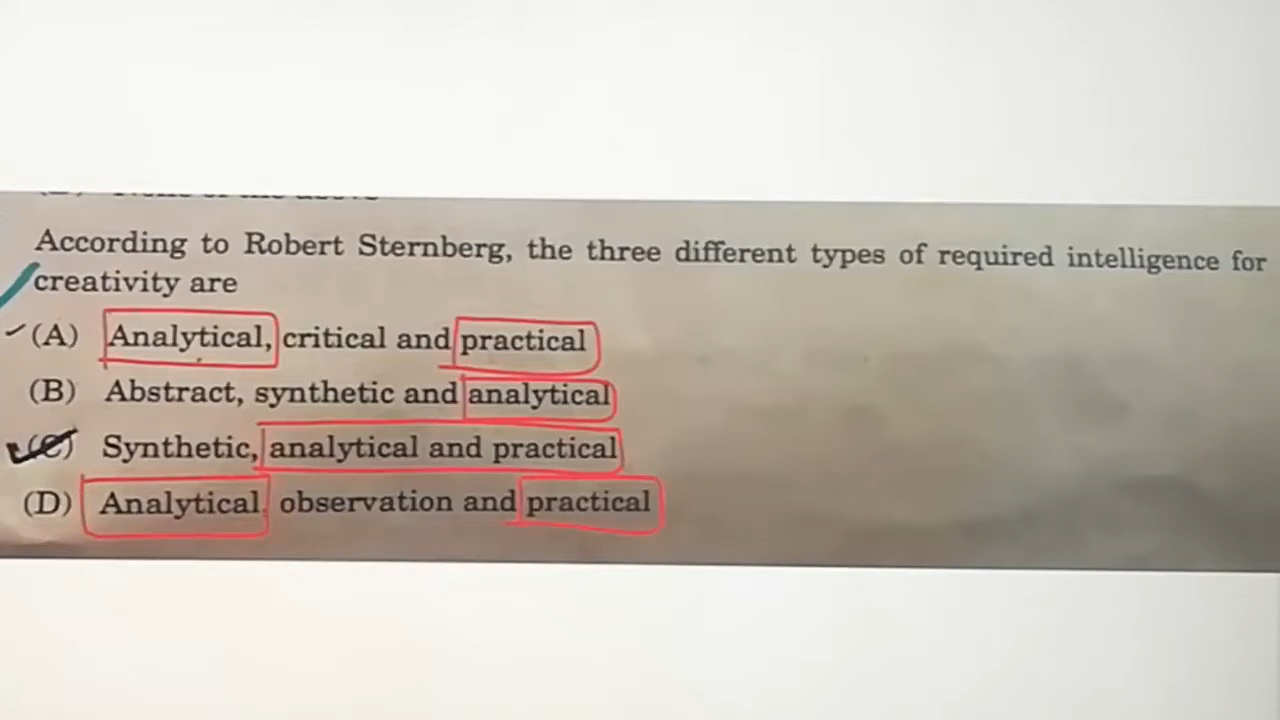 According to Robert Sternberg, the three different types of required intelligence for
creativity are
(A) Analytical, critical and practical
(B) Abstract, synthetic and analytical
(C) Synthetic, analytical and practical
(D) Analytical, observation and practical